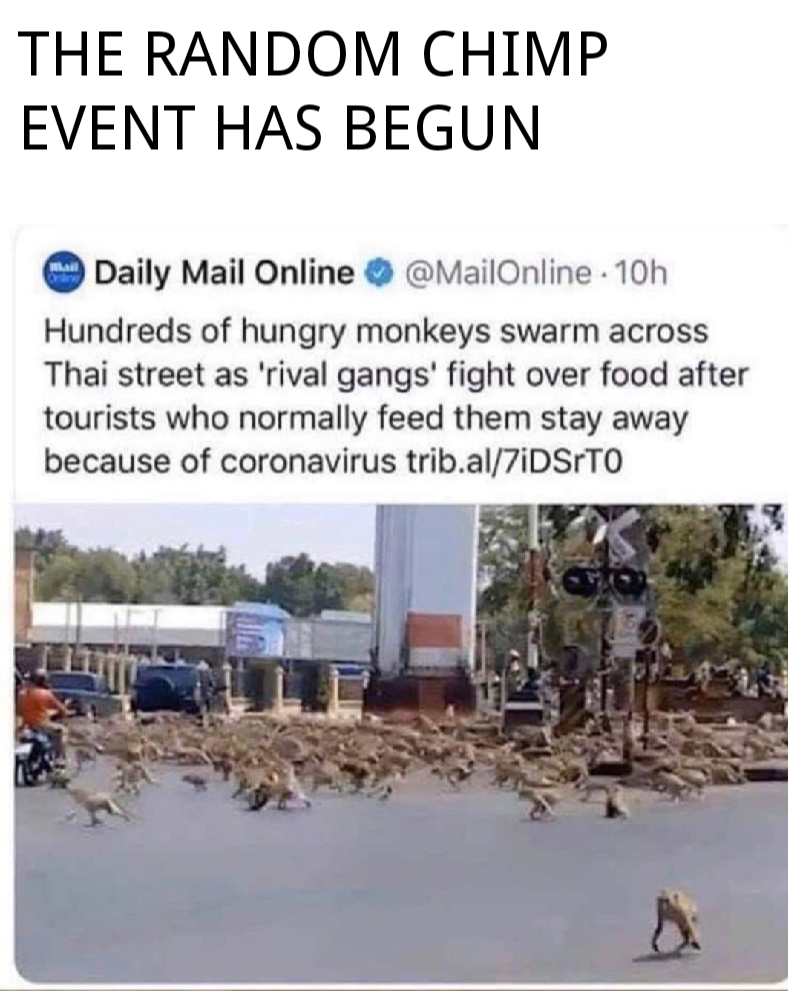 THE RANDOM CHIMP
EVENT HAS BEGUN
Mail
Online
Daily Mail Online @MailOnline · 10h
Hundreds of hungry monkeys swarm across
Thai street as 'rival gangs' fight over food after
tourists who normally feed them stay away
because of coronavirus trib.al/7iDSrT0